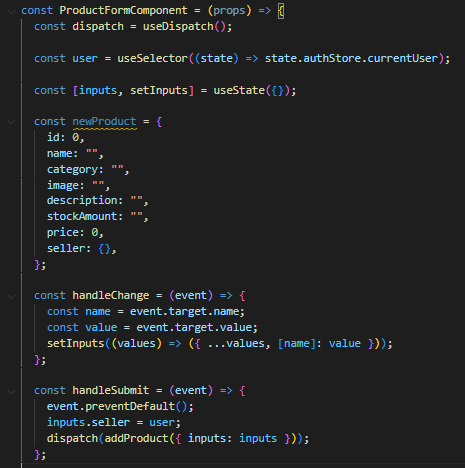 const ProductFormComponent = (props) => {
  const dispatch = useDispatch();

  const user = useSelector((state) => state.authStore.currentUser);

  const [inputs, setInputs] = useState({});

  const newProduct = {
    id: 0,
    name: "",
    category: "",
    image: "",
    description: "",
    stockAmount: "",
    price: 0,
    seller: {},
  };

  const handleChange = (event) => {
    const name = event.target.name;
    const value = event.target.value;
    setInputs((values) => ({ ...values, [name]: value }));
  };

  const handleSubmit = (event) => {
    event.preventDefault();
    inputs.seller = user;
    dispatch(addProduct({ inputs: inputs }));
  };